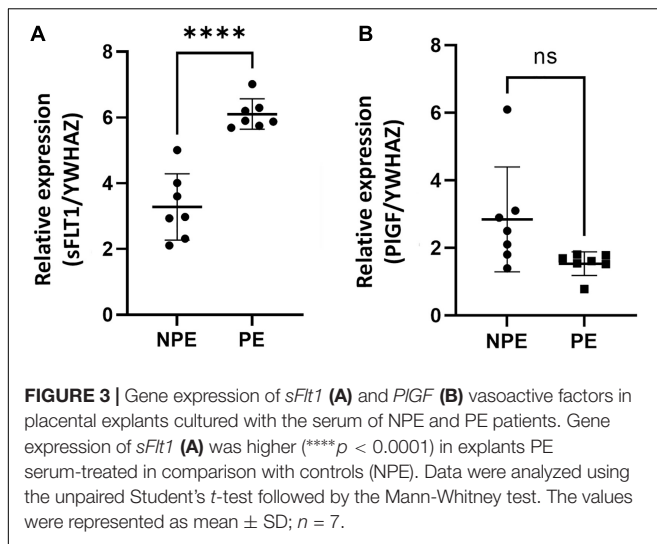 A
****
Relative expression
(sFLT1/YWHAZ)
8
6
4
2
0
NPE
PE
B
ns
Relative expression
(PlGF/YWHAZ)
8
6
4
2
0
NPE
PE
FIGURE 3 | Gene expression of sFlt1 (A) and PlGF (B) vasoactive factors in
placental explants cultured with the serum of NPE and PE patients. Gene
expression of sFlt1 (A) was higher (****p < 0.0001) in explants PE
serum-treated in comparison with controls (NPE). Data were analyzed using
the unpaired Student's t-test followed by the Mann-Whitney test. The values
were represented as mean ± SD; n = 7.